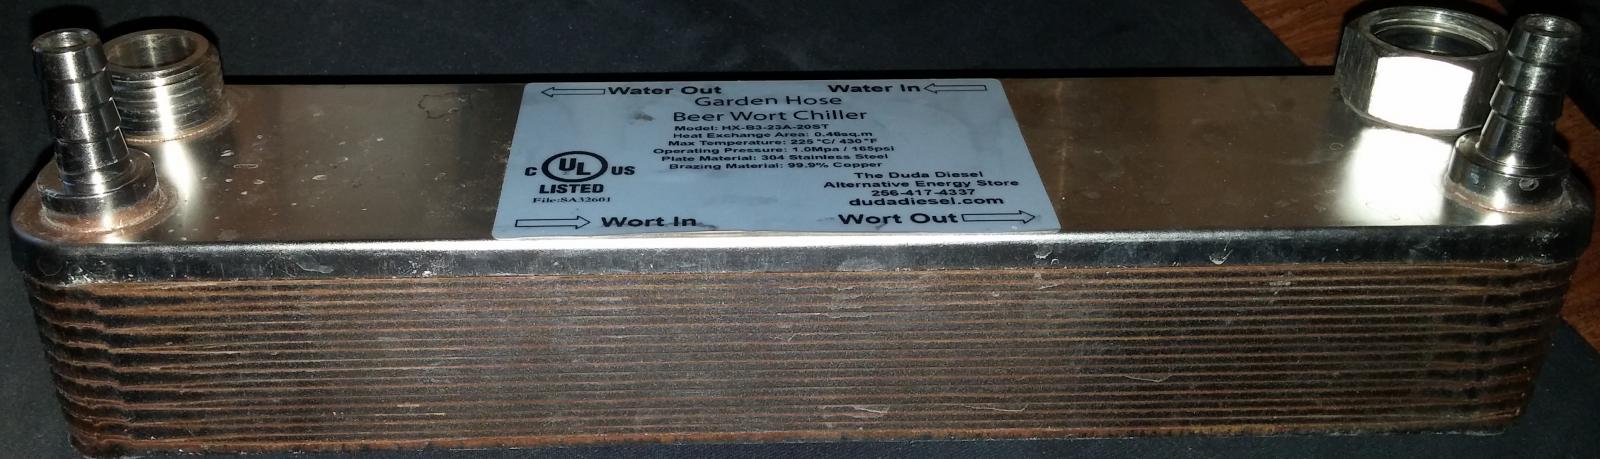 Water Out
Water In
Garden Hose
Beer Wort Chiller
Model: HX-B3-23A-20ST
Heat Exchange Area: 0.46sq.m
Max Temperature: 225 °C/ 430 °F
Operating Pressure: 1.0Mpa / 165psi
Plate Material: 304 Stainless Steel
Brazing Material: 99.9% Copper
C UL US
LISTED
File:SA32601
The Duda Diesel
Alternative Energy Store
256-417-4337
dudadiesel.com
Wort In
Wort Out